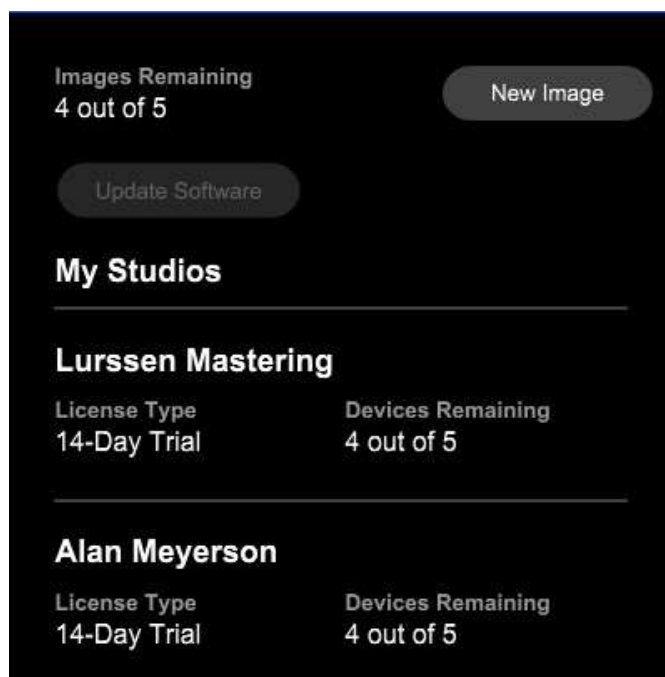 Images Remaining
4 out of 5
New Image
Update Software
My Studios
Lurssen Mastering
License Type
Devices Remaining
14-Day Trial
4 out of 5
Alan Meyerson
License Type
Devices Remaining
14-Day Trial
4 out of 5